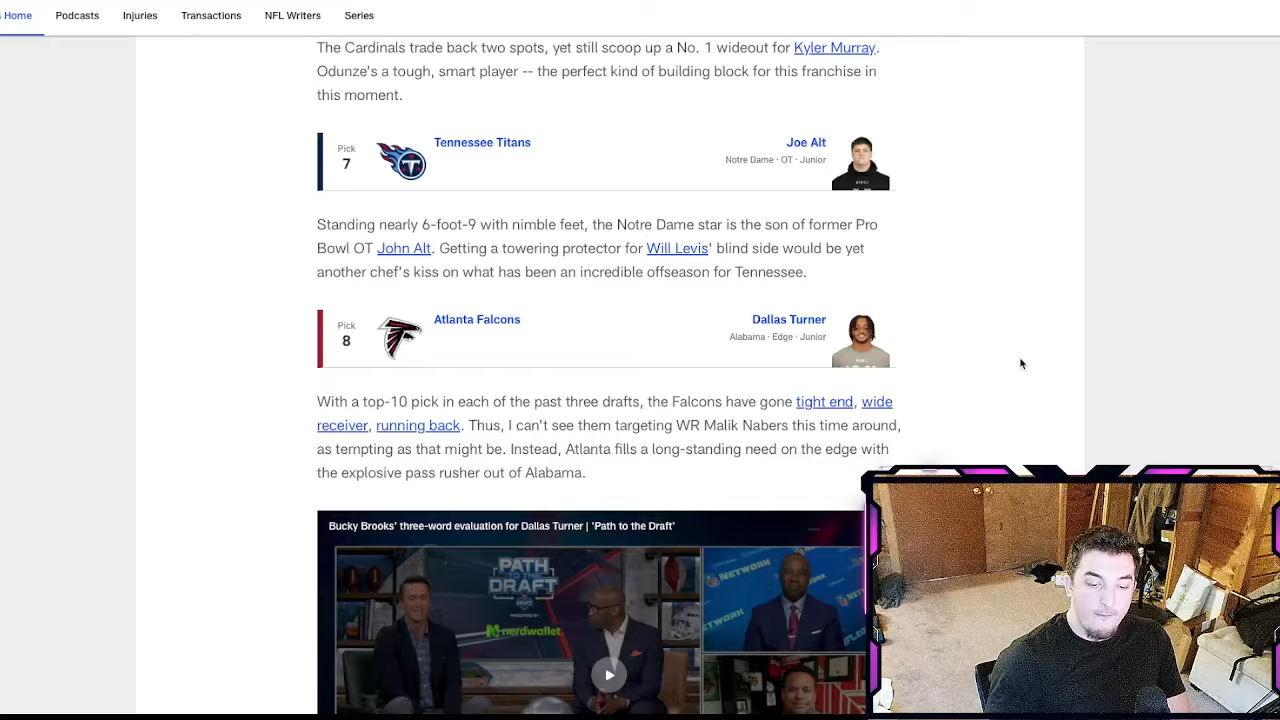 Home
Podcasts
Injuries
Transactions
NFL Writers
Series
The Cardinals trade back two spots, yet still scoop up a No. 1 wideout for Kyler Murray.
Odunze's a tough, smart player -- the perfect kind of building block for this franchise in
this moment.
Pick
7
Tennessee Titans
Joe Alt
Notre Dame · OT · Junior
Standing nearly 6-foot-9 with nimble feet, the Notre Dame star is the son of former Pro
Bowl OT John Alt. Getting a towering protector for Will Levis' blind side would be yet
another chef's kiss on what has been an incredible offseason for Tennessee.
Pick
8
Atlanta Falcons
Dallas Turner
Alabama · Edge · Junior
With a top-10 pick in each of the past three drafts, the Falcons have gone tight end, wide
receiver, running back. Thus, I can't see them targeting WR Malik Nabers this time around,
as tempting as that might be. Instead, Atlanta fills a long-standing need on the edge with
the explosive pass rusher out of Alabama.
Bucky Brooks' three-word evaluation for Dallas Turner | 'Path to the Draft'
PATH
TO THE
DRAFT
nerdwallet
NETWORK